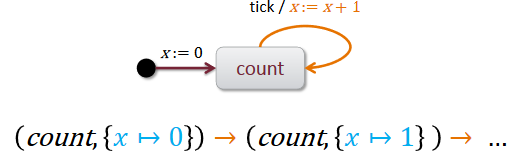 tick / x := x + 1
x := 0
count
(count, {x ↦ 0}) → (count, {x ↦ 1} ) → ...